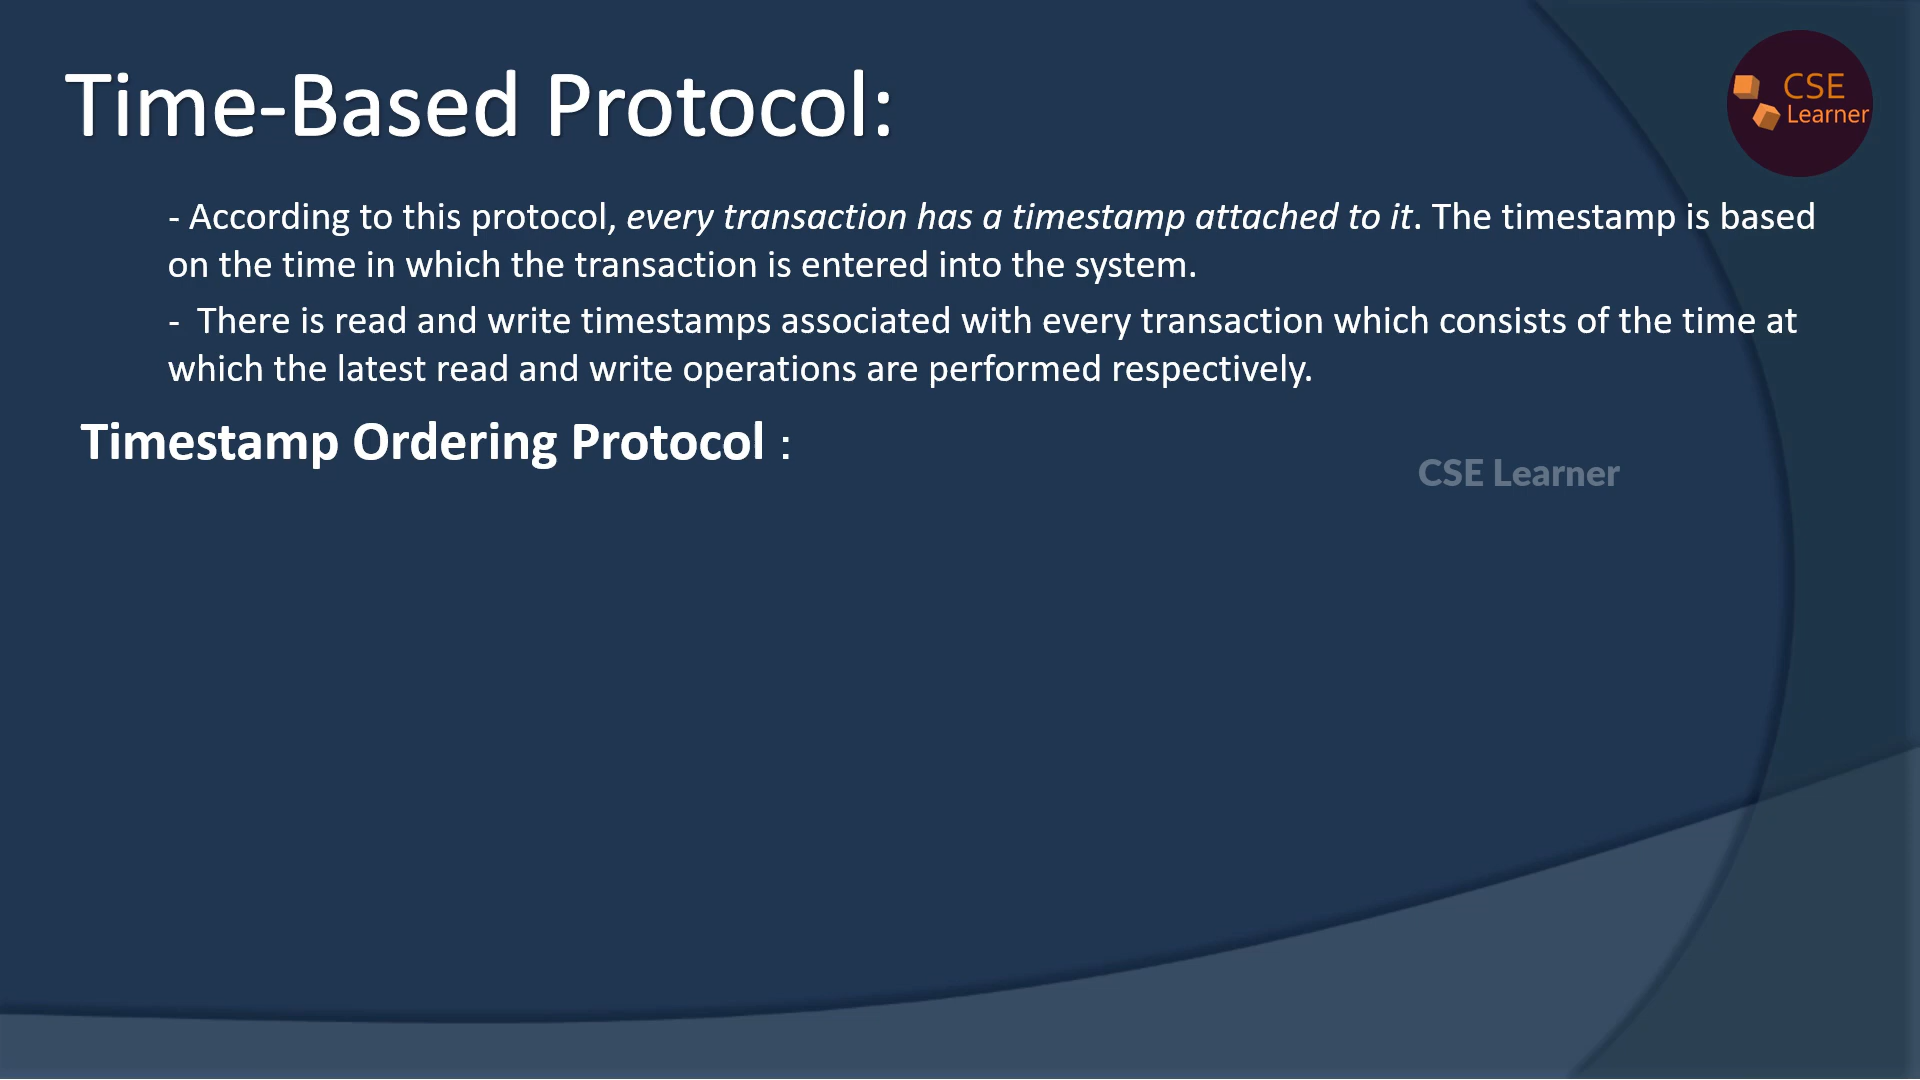 Time-Based Protocol:
CSE
Learner
- According to this protocol, every transaction has a timestamp attached to it. The timestamp is based
on the time in which the transaction is entered into the system.
- There is read and write timestamps associated with every transaction which consists of the time at
which the latest read and write operations are performed respectively.
Timestamp Ordering Protocol :
CSE Learner